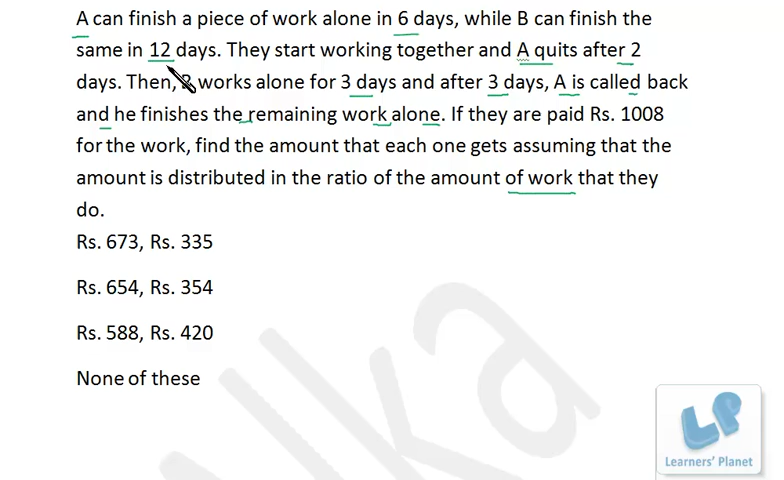 A can finish a piece of work alone in 6 days, while B can finish the
same in 12 days. They start working together and A quits after 2
days. Then, B works alone for 3 days and after 3 days, A is called back
and he finishes the remaining work alone. If they are paid Rs. 1008
for the work, find the amount that each one gets assuming that the
amount is distributed in the ratio of the amount of work that they
do.
Rs. 673, Rs. 335
Rs. 654, Rs. 354
Rs. 588, Rs. 420
None of these
LP
Learners' Planet